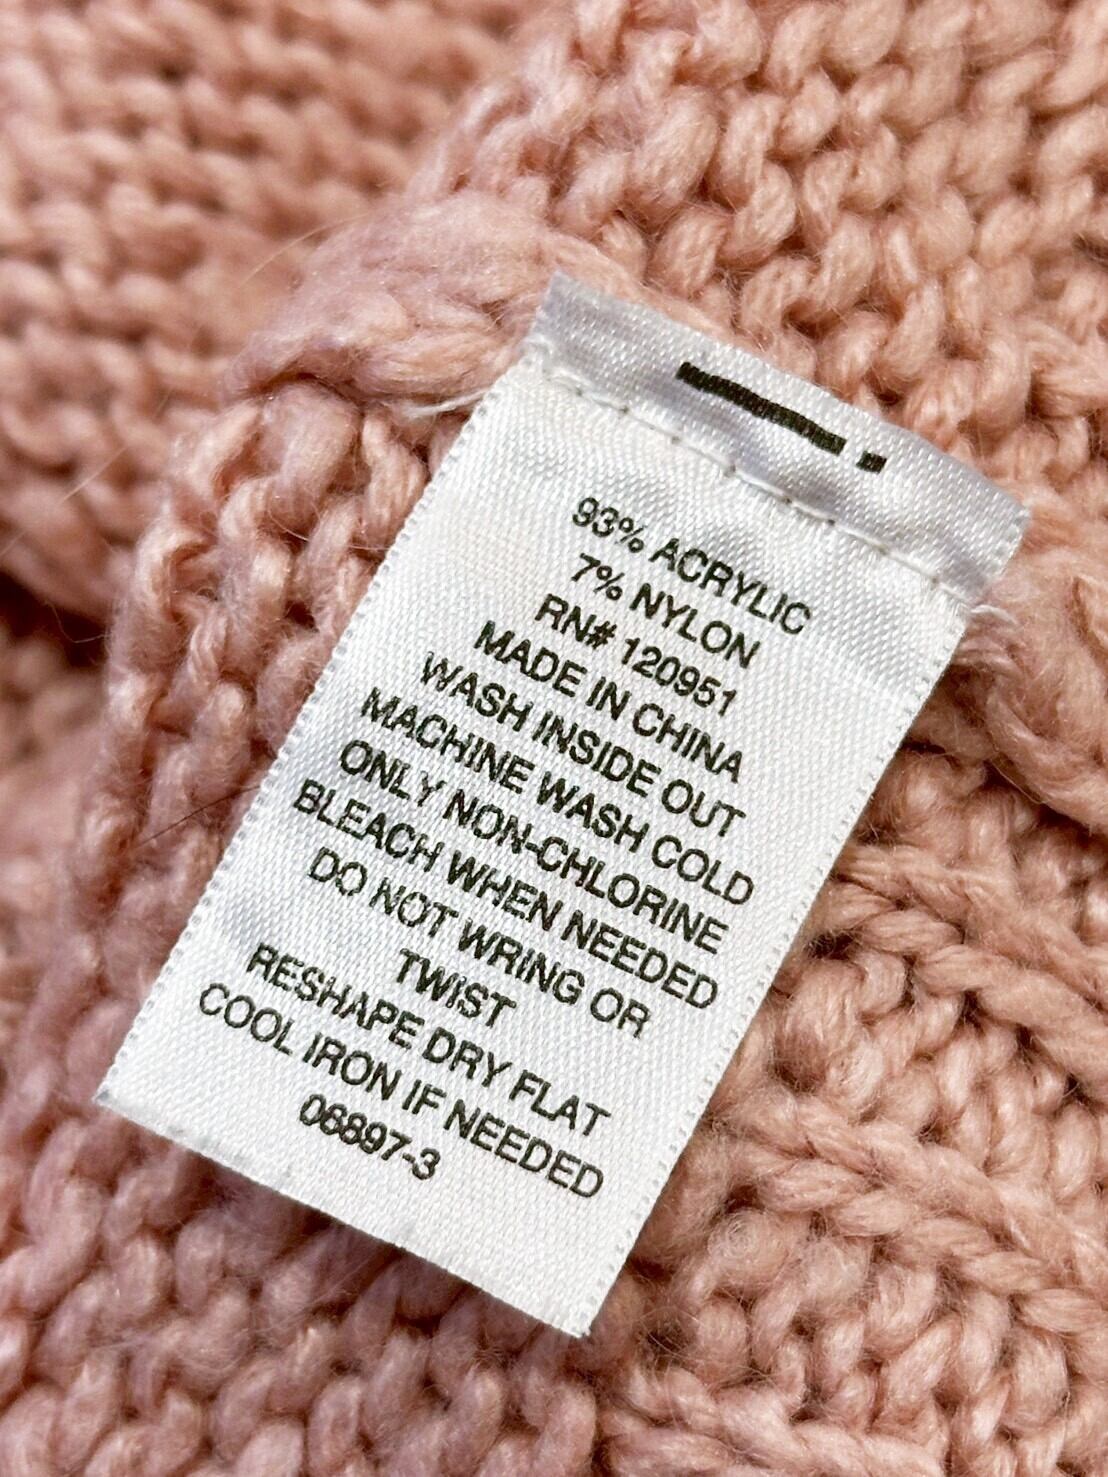 93% ACRYLIC
7% NYLON
RN# 120951
MADE IN CHINA
WASH INSIDE OUT
MACHINE WASH COLD
ONLY NON-CHLORINE
BLEACH WHEN NEEDED
DO NOT WRING OR
TWIST
RESHAPE DRY FLAT
COOL IRON IF NEEDED
06897-3